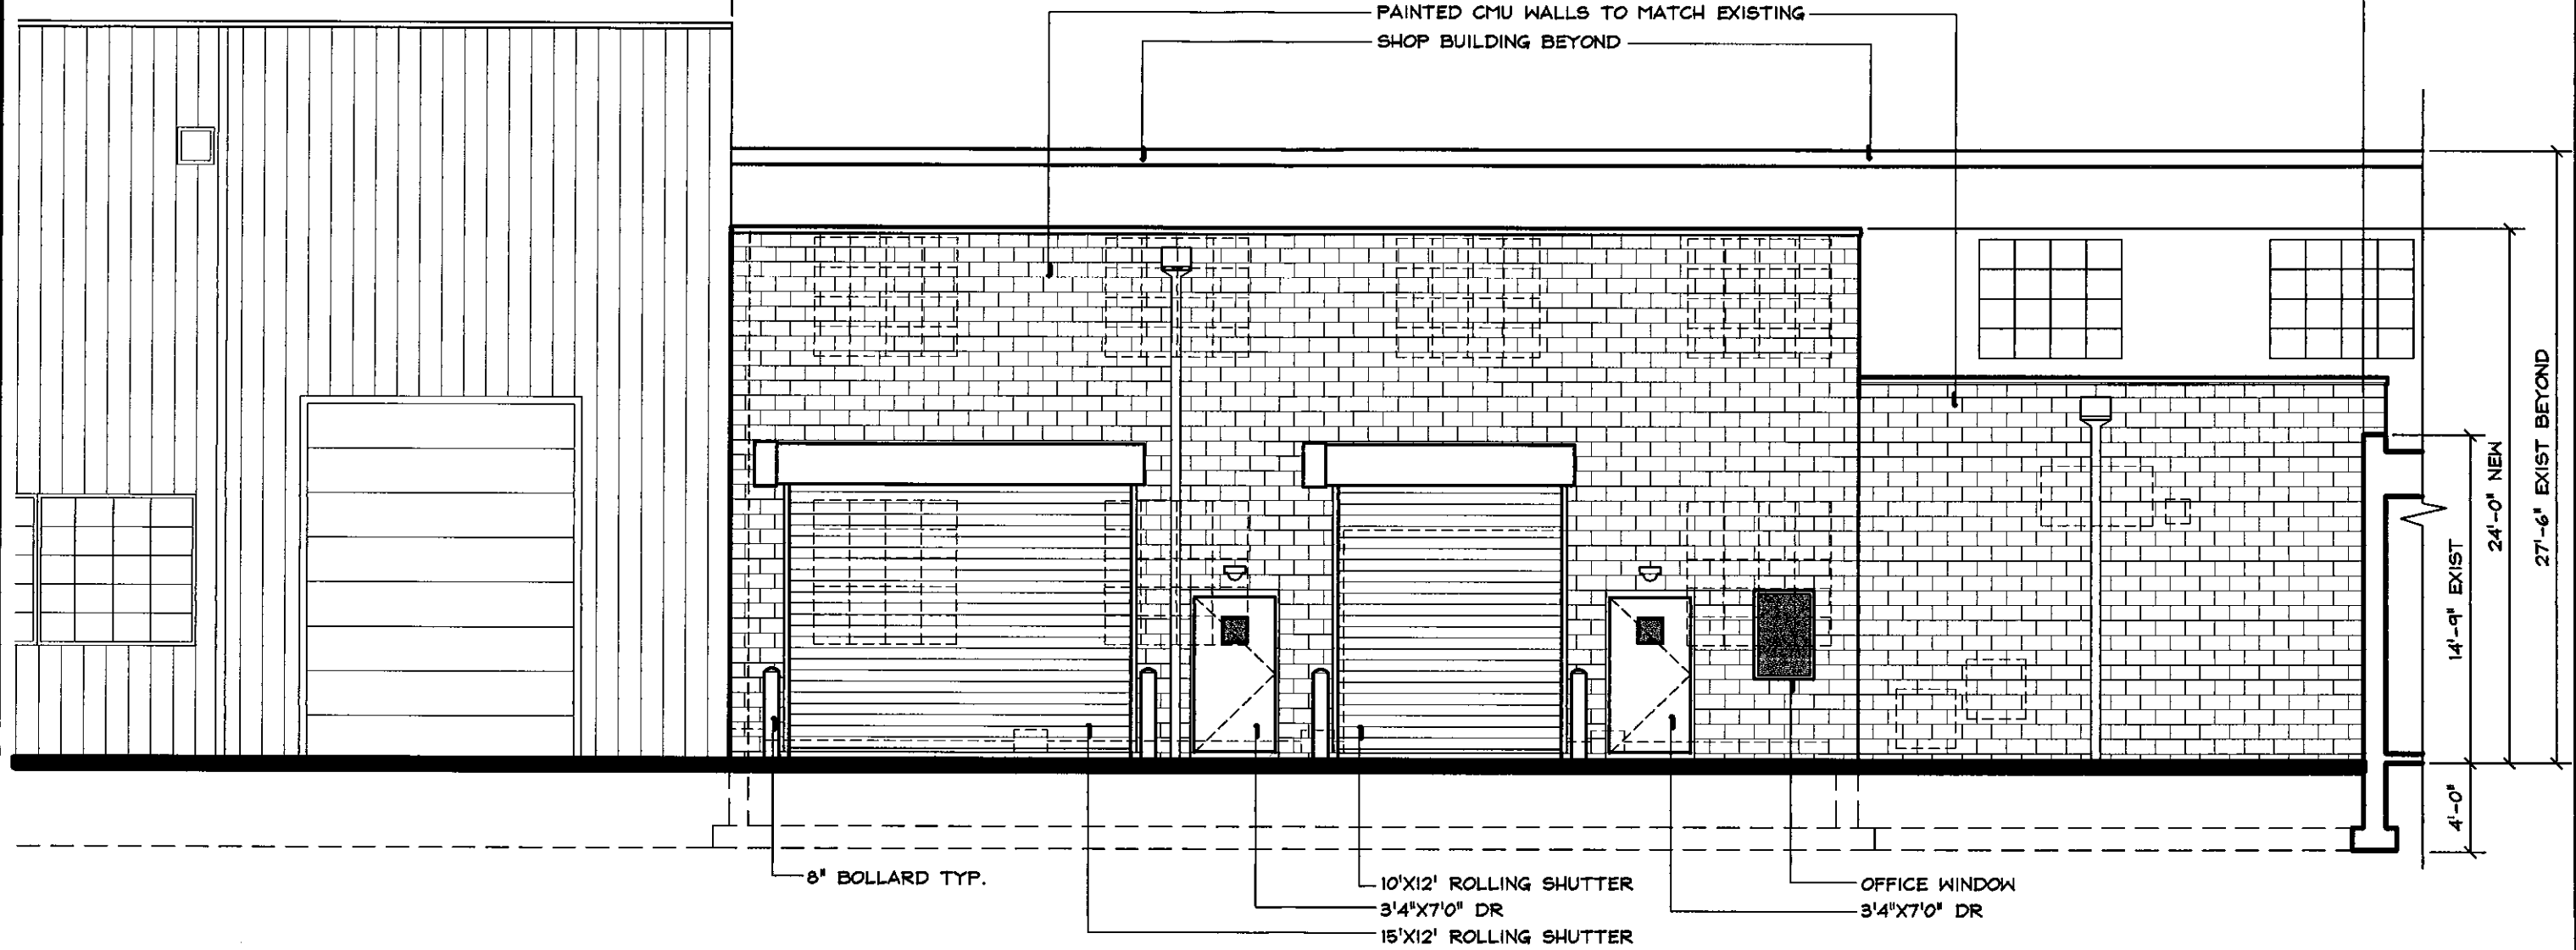 PAINTED CMU WALLS TO MATCH EXISTING
SHOP BUILDING BEYOND
27'-6" EXIST BEYOND
24'-0" NEW
14'-9" EXIST
4'-0"
8" BOLLARD TYP.
10'X12' ROLLING SHUTTER
3'4"X7'0" DR
15'X12' ROLLING SHUTTER
OFFICE WINDOW
3'4"X7'0" DR